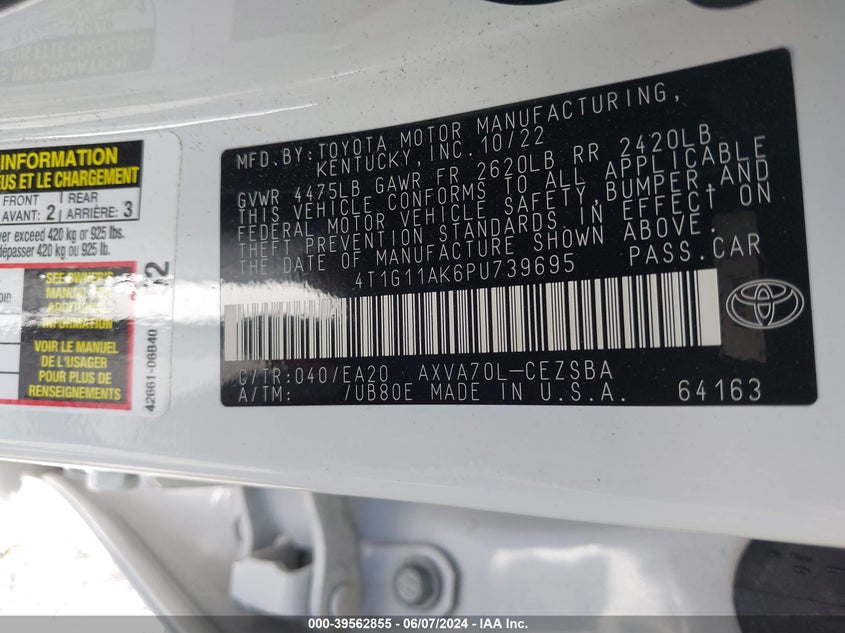 INFORMATION
EUS ET LE CHARGEMENT
FRONT
AVANT: 2
REAR
ARRIÈRE: 3
ver exceed 420 kg or 925 lbs.
dépasser 420 kg ou 925 lb.
SEE OWNER'S
MANUAL FOR
ADDITIONAL
INFORMATION
VOIR LE MANUEL
DE L'USAGER
POUR PLUS DE
RENSEIGNEMENTS
42661-06B40
MFD.BY:TOYOTA MOTOR MANUFACTURING,
KENTUCKY,INC.10/22
GVWR 4475LB GAWR FR 2620LB RR 2420LB
THIS VEHICLE CONFORMS TO ALL APPLICABLE
FEDERAL MOTOR VEHICLE SAFETY,BUMPER,AND
THEFT PREVENTION STANDARDS IN EFFECT ON
THE DATE OF MANUFACTURE SHOWN ABOVE.
4T1G11AK6PU739695 PASS.CAR
C/TR:040/EA20 AXVA70L-CEZSBA
A/TM: /UB80E MADE IN U.S.A. 64163
000-39562855 / 06/07/2024 / IAA Inc.